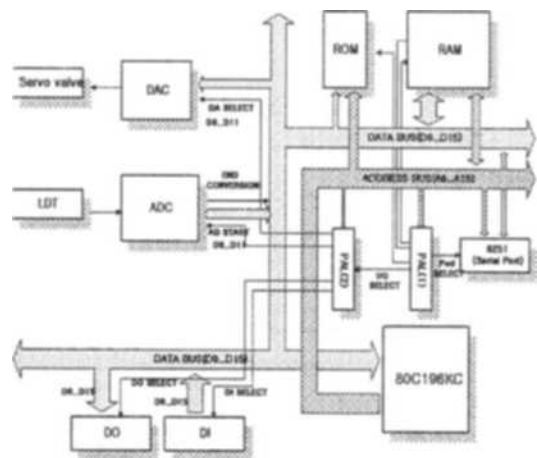 ROM
RAM
Servo valve
DAC
DA SELECT
D0_D11
DATA BUS(D0_D15)
END
CONVERSION
ADDRESS BUS(A0_A15)
LDT
ADC
AD START
D0_D11
PAL(2)
PAL(1)
8251
(Serial Port)
I/O
SELECT
Port
SELECT
DATA BUS(D0_D15)
80C196KC
D0_D15
DO SELECT
D0_D15
DI SELECT
DO
DI